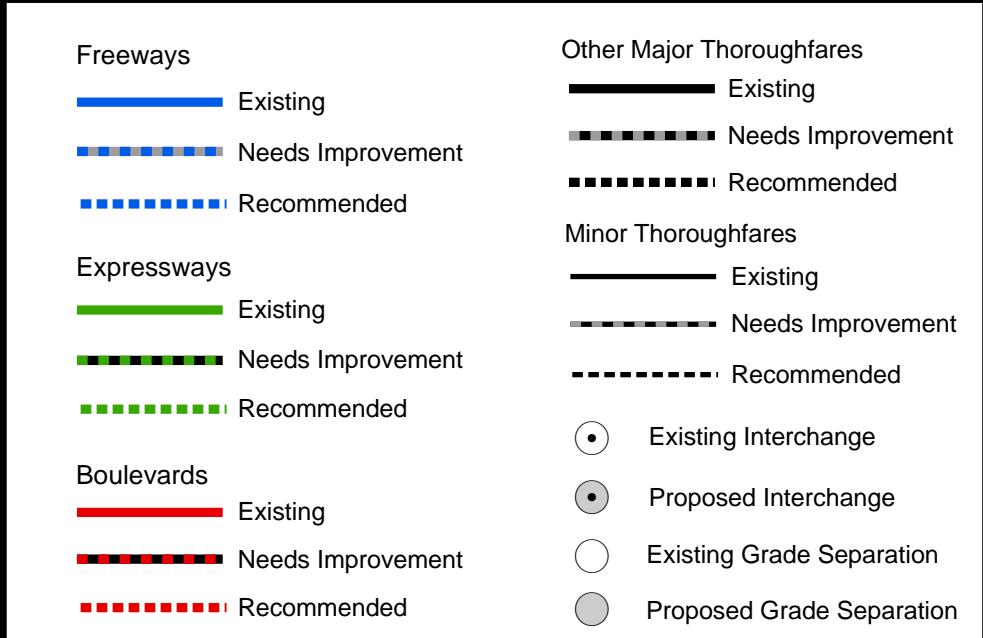 Freeways
Existing
Needs Improvement
Recommended
Expressways
Existing
Needs Improvement
Recommended
Boulevards
Existing
Needs Improvement
Recommended
Other Major Thoroughfares
Existing
Needs Improvement
Recommended
Minor Thoroughfares
Existing
Needs Improvement
Recommended
Existing Interchange
Proposed Interchange
Existing Grade Separation
Proposed Grade Separation